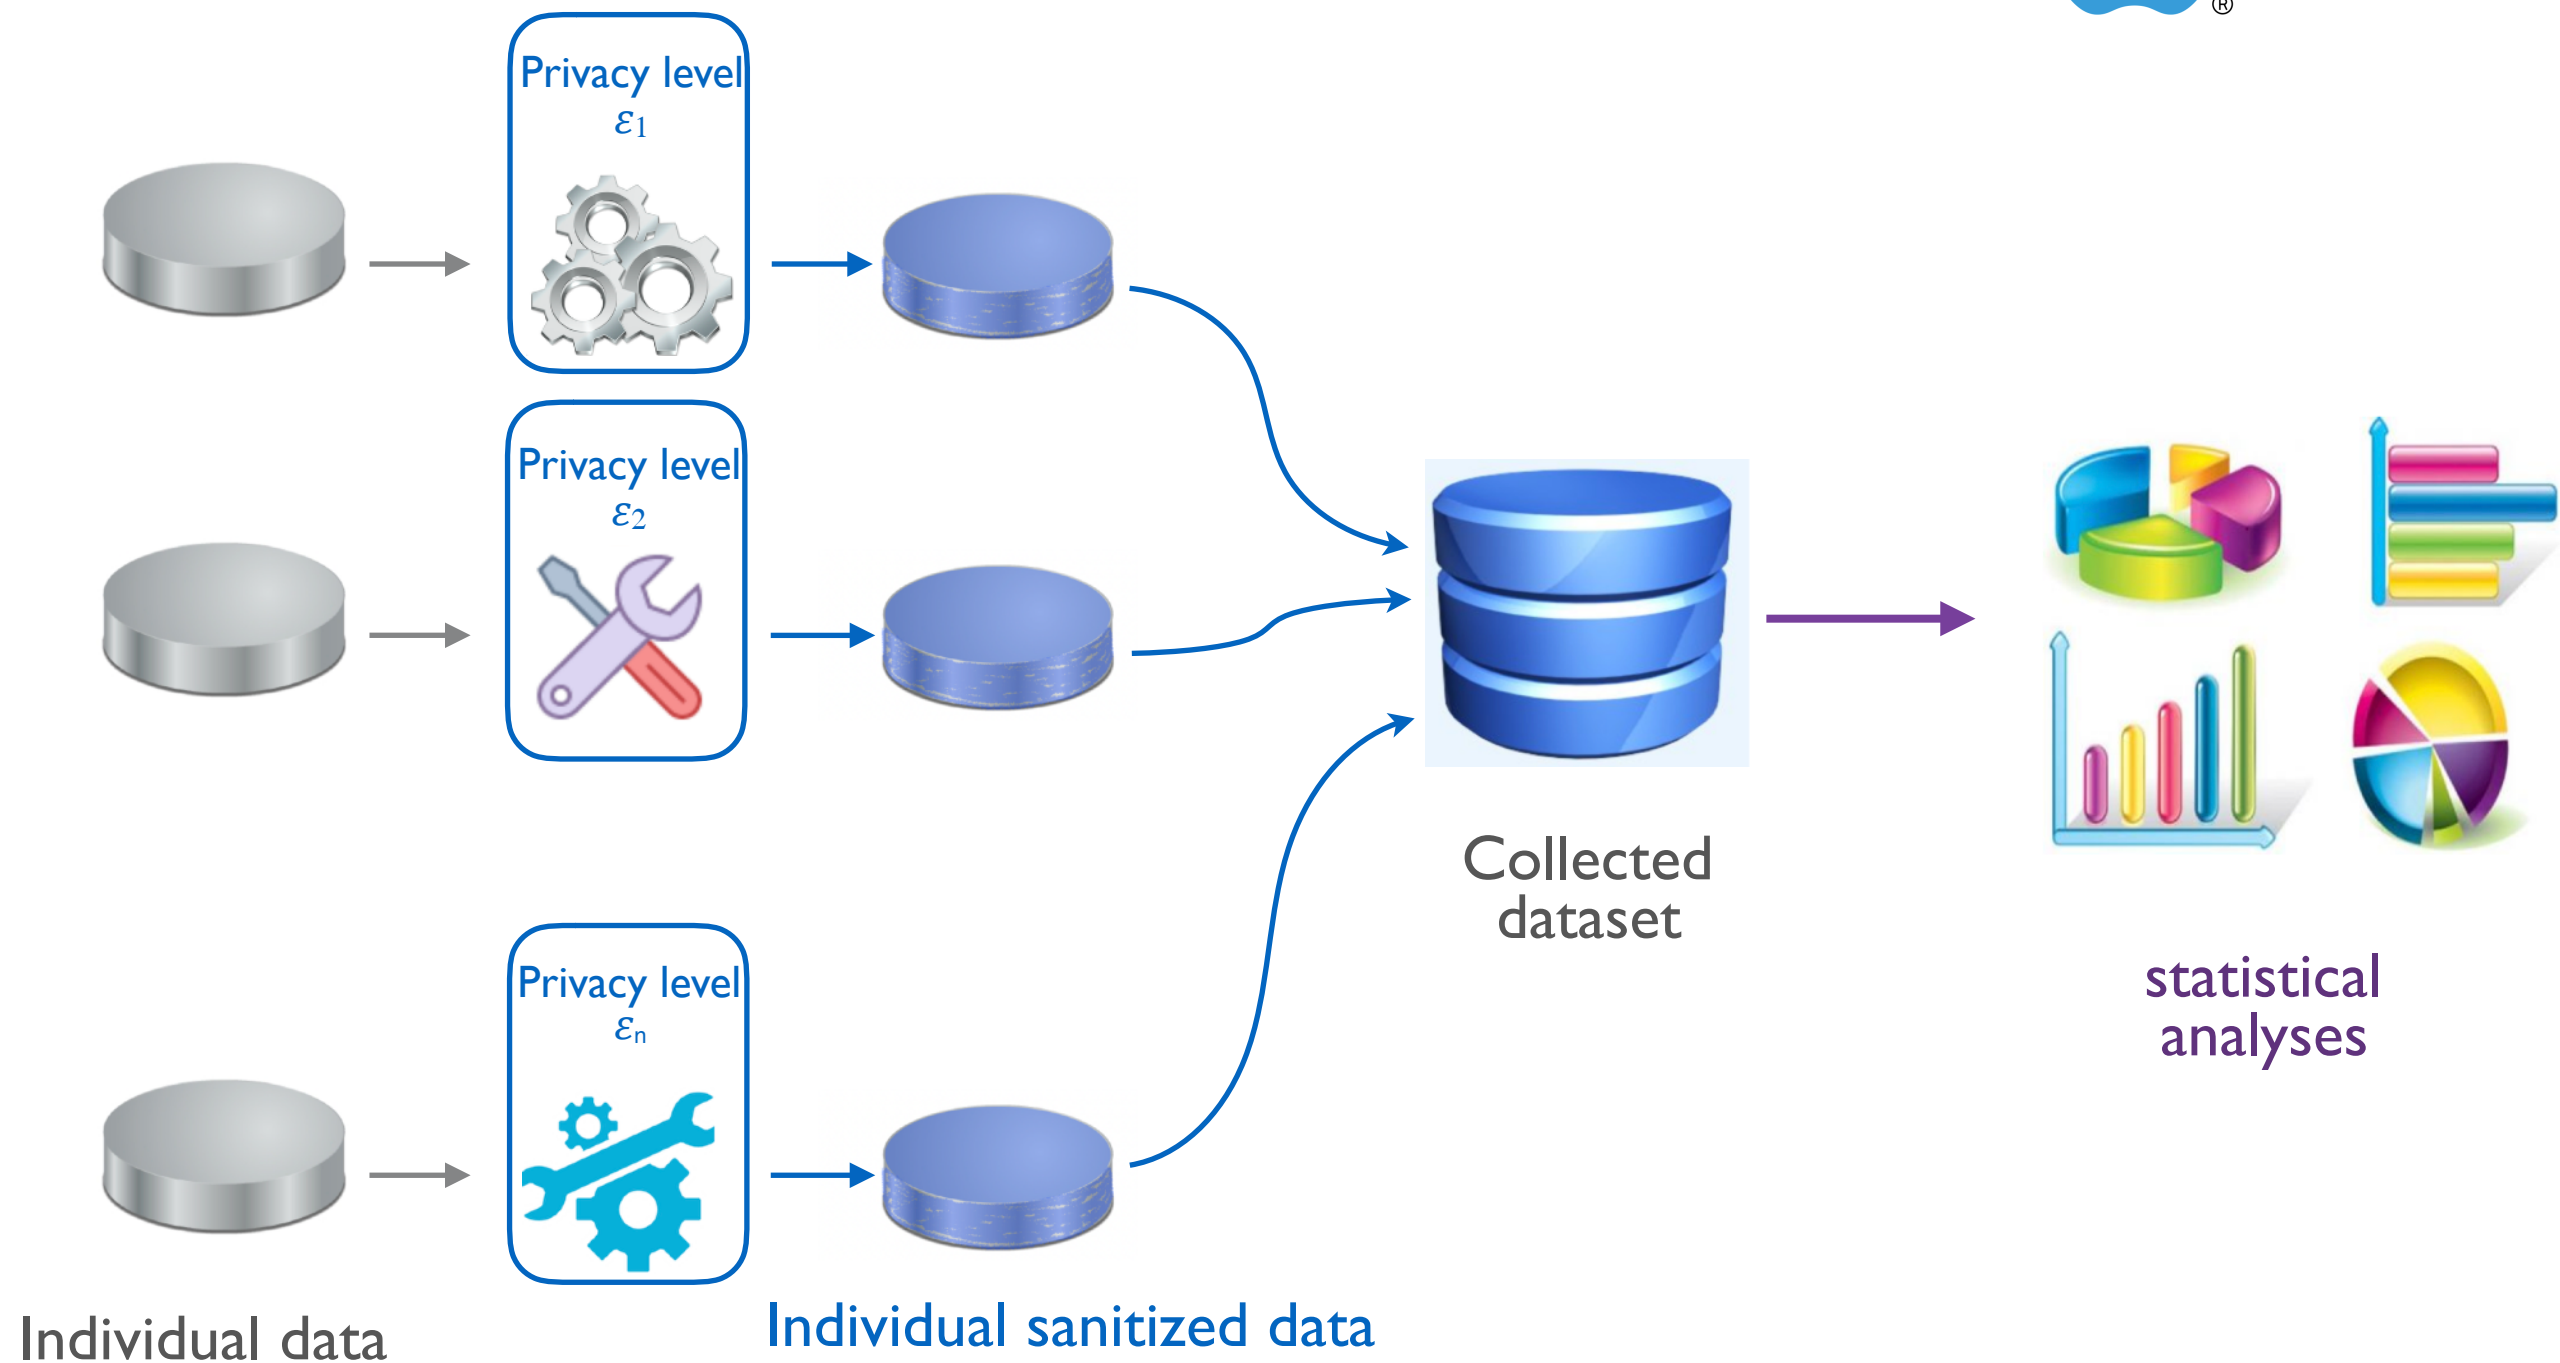 ®
Privacy level
ε1
Privacy level
ε2
Collected
dataset
Privacy level
εn
statistical
analyses
Individual data
Individual sanitized data